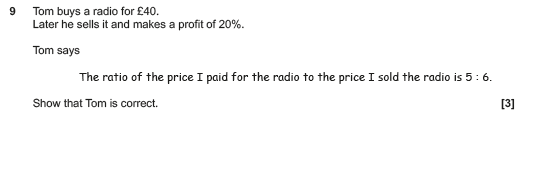 9 Tom buys a radio for £40.
Later he sells it and makes a profit of 20%.
Tom says
The ratio of the price I paid for the radio to the price I sold the radio is 5 : 6.
Show that Tom is correct. [3]